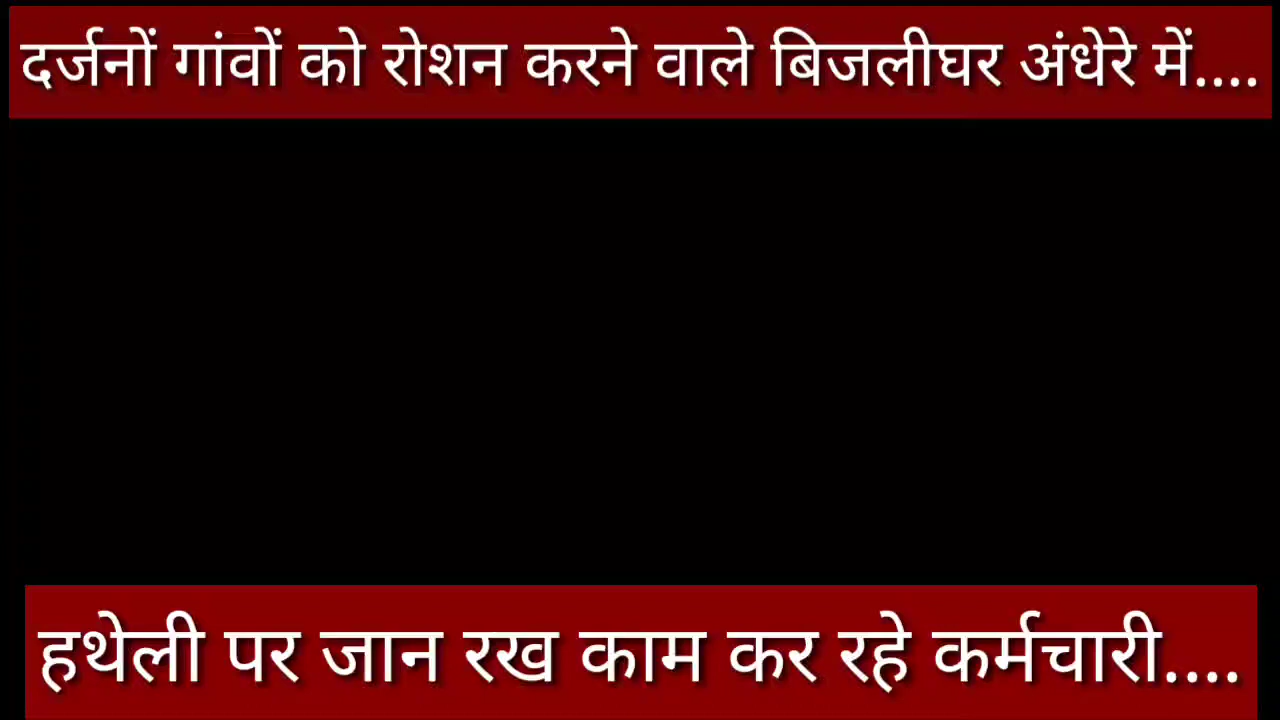 दर्जनों गांवों को रोशन करने वाले बिजलीघर अंधेरे में....
हथेली पर जान रख काम कर रहे कर्मचारी....